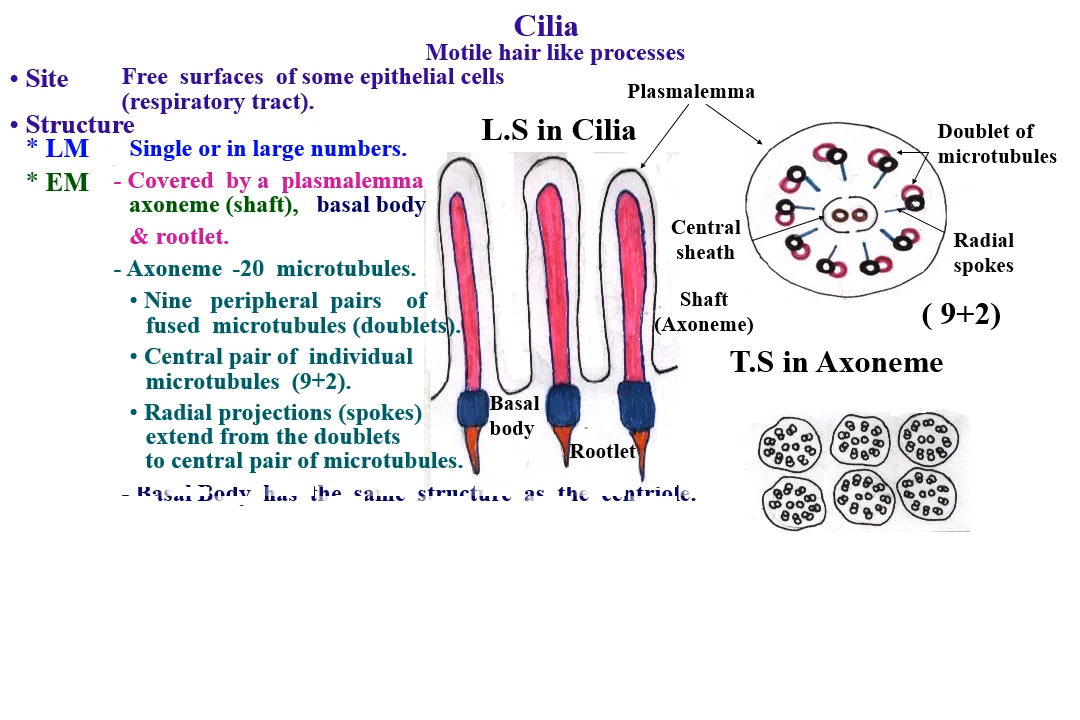 Cilia
Motile hair like processes
• Site Free surfaces of some epithelial cells
(respiratory tract).
• Structure
* LM Single or in large numbers.
* EM - Covered by a plasmalemma
axoneme (shaft), basal body
& rootlet.
- Axoneme -20 microtubules.
• Nine peripheral pairs of
fused microtubules (doublets).
• Central pair of individual
microtubules (9+2).
• Radial projections (spokes)
extend from the doublets
to central pair of microtubules.
- Basal Body has the same structure as the centriole.
L.S in Cilia
Plasmalemma
Basal
body
Rootlet
Shaft
(Axoneme)
Central
sheath
Doublet of
microtubules
Radial
spokes
( 9+2)
T.S in Axoneme